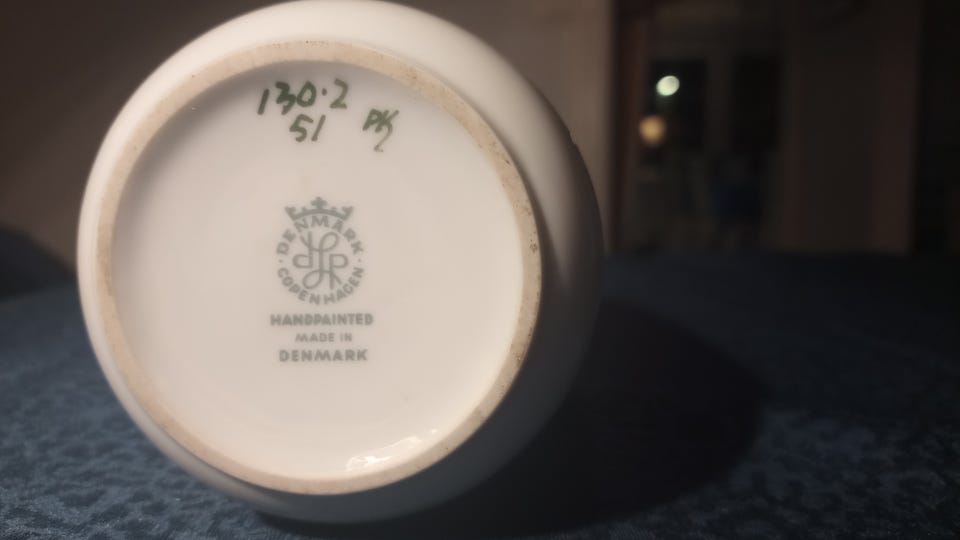 130·2
51
DENMARK
COPENHAGEN
HANDPAINTED
MADE IN
DENMARK